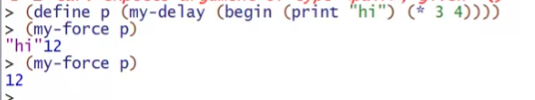 > (define p (my-delay (begin (print "hi") (* 3 4))))
> (my-force p)
"hi"12
> (my-force p)
12
>